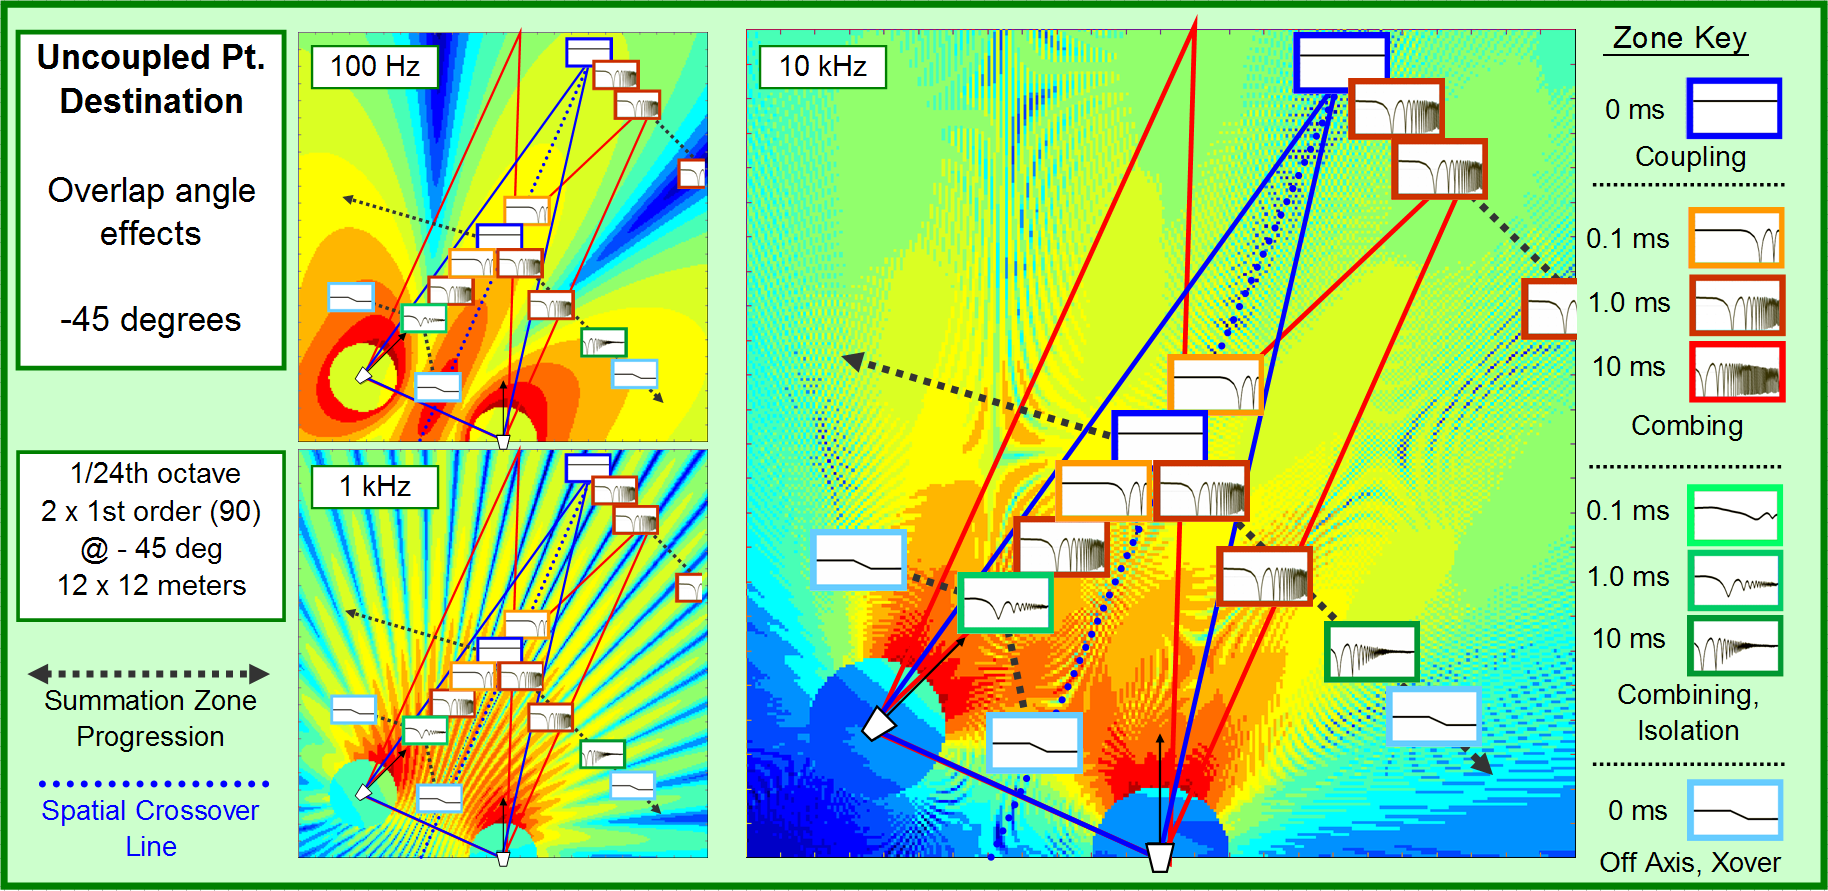 Uncoupled Pt.
Destination
Overlap angle
effects
-45 degrees
1/24th octave
2 x 1st order (90)
@ - 45 deg
12 x 12 meters
Summation Zone
Progression
Spatial Crossover
Line
100 Hz
1 kHz
10 kHz
Zone Key
0 ms
Coupling
0.1 ms
1.0 ms
10 ms
Combing
0.1 ms
1.0 ms
10 ms
Combining,
Isolation
0 ms
Off Axis, Xover